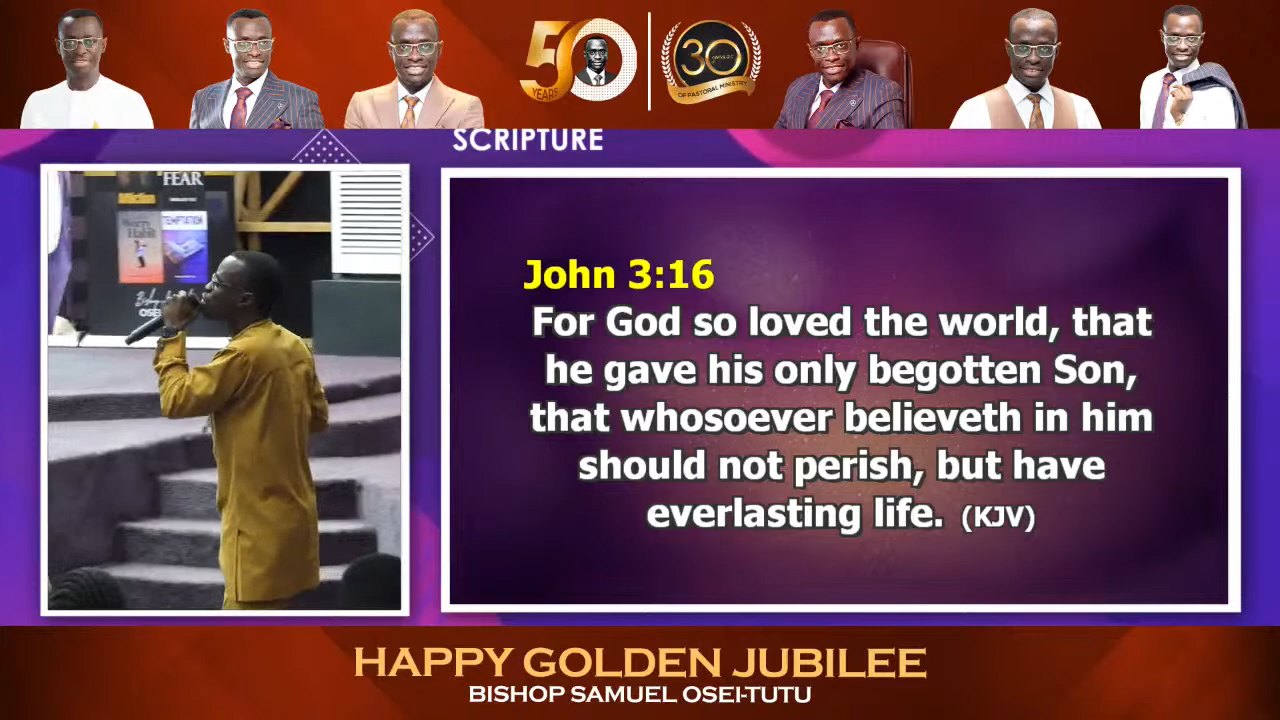 50
YEARS
30
years
OF PASTORAL MINISTRY
SCRIPTURE
FEAR
TEMPTATION
John 3:16
For God so loved the world, that
he gave his only begotten Son,
that whosoever believeth in him
should not perish, but have
everlasting life. (KJV)
HAPPY GOLDEN JUBILEE
BISHOP SAMUEL OSEI-TUTU